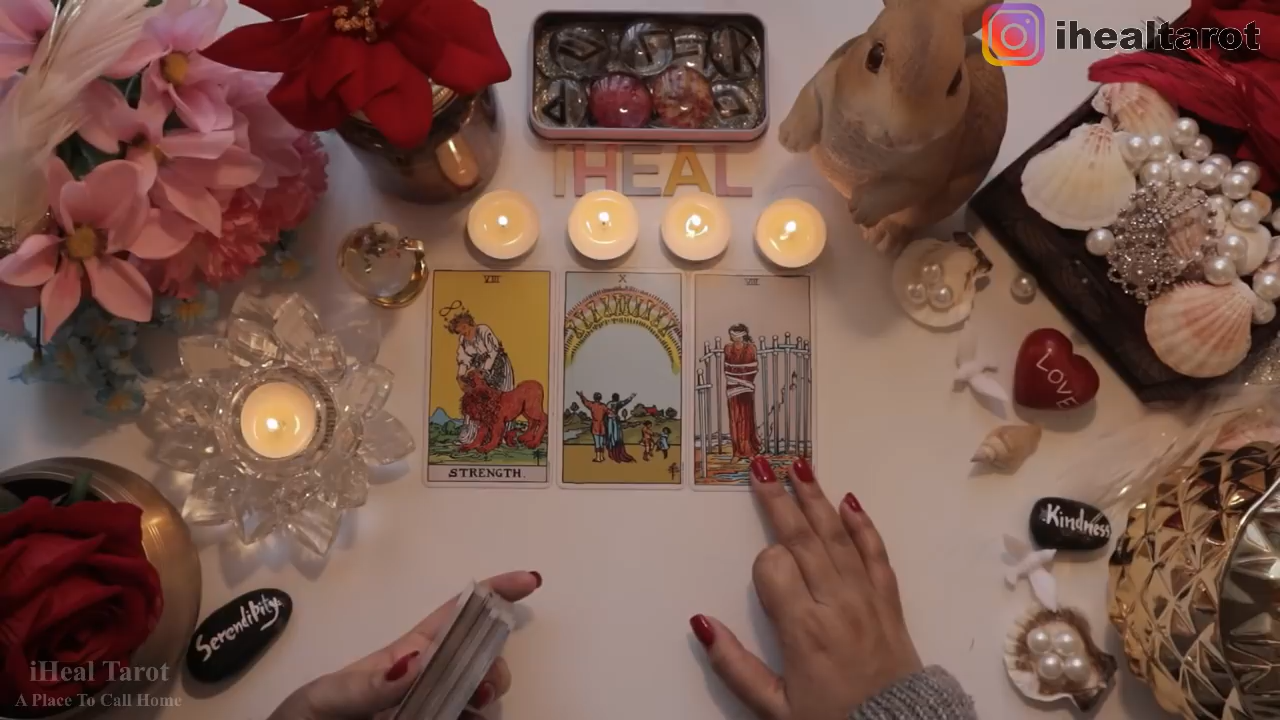 ihealtarot
iHEAL
VIII
X
VIII
STRENGTH.
LOVE
Kindness
Serendipity
iHeal Tarot
A Place To Call Home